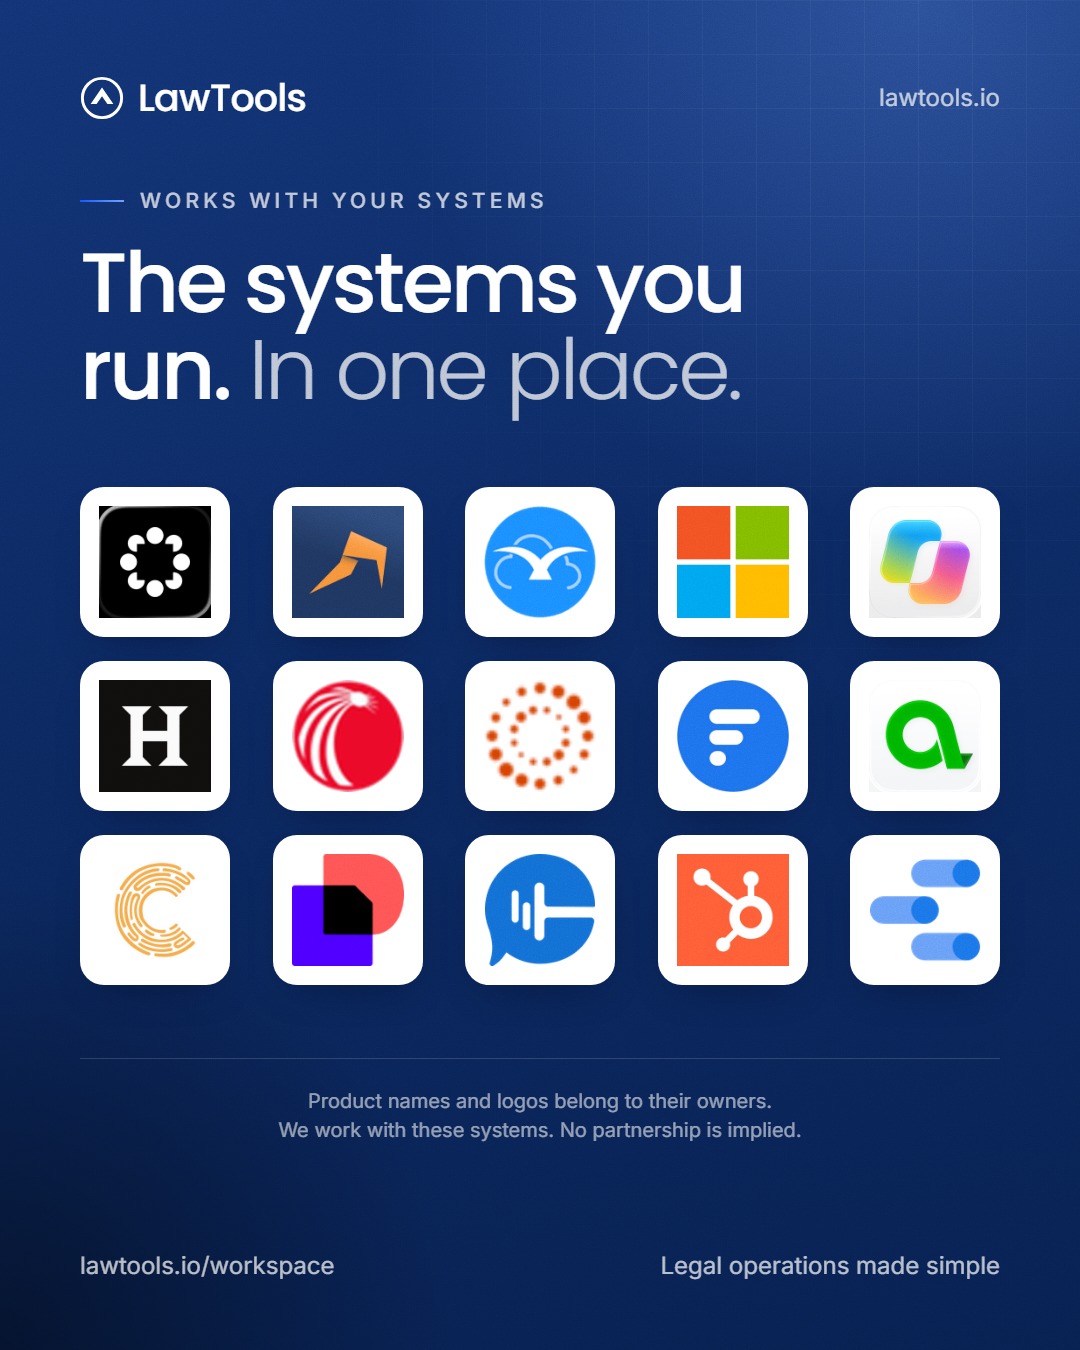 LawTools
lawtools.io
WORKS WITH YOUR SYSTEMS
The systems you
run. In one place.
H
Product names and logos belong to their owners.
We work with these systems. No partnership is implied.
lawtools.io/workspace
Legal operations made simple